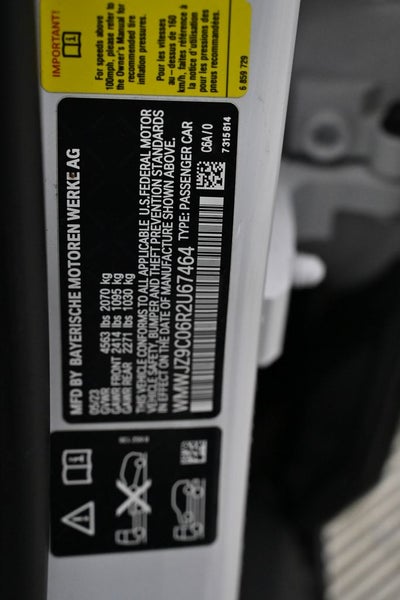 IMPORTANT!
For speeds above
100mph, please refer to
the Owner's Manual for
recommended tire
inflation pressures.
Pour les vitesses
au – dessus de 160
km/h, faites référence à
la notice d'utilisation
pour les pressions des
pneus recommandées.
6 859 729
MFD BY BAYERISCHE MOTOREN WERKE AG
05/23
GVWR 4563 lbs 2070 kg
GAWR FRONT 2414 lbs 1095 kg
GAWR REAR 2271 lbs 1030 kg
THIS VEHICLE CONFORMS TO ALL APPLICABLE U.S.FEDERAL MOTOR
VEHICLE SAFETY, BUMPER AND THEFT PREVENTION STANDARDS
IN EFFECT ON THE DATE OF MANUFACTURE SHOWN ABOVE.
WMWJZ9C06R2U67464 TYPE: PASSENGER CAR
C6A/0
7315814